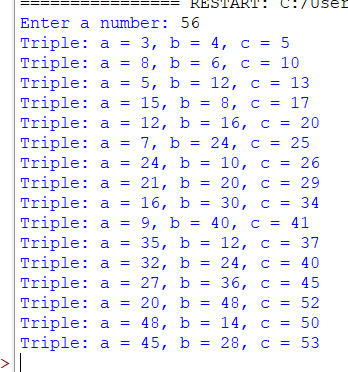 ================ RESTART: C:/User
Enter a number: 56
Triple: a = 3, b = 4, c = 5
Triple: a = 8, b = 6, c = 10
Triple: a = 5, b = 12, c = 13
Triple: a = 15, b = 8, c = 17
Triple: a = 12, b = 16, c = 20
Triple: a = 7, b = 24, c = 25
Triple: a = 24, b = 10, c = 26
Triple: a = 21, b = 20, c = 29
Triple: a = 16, b = 30, c = 34
Triple: a = 9, b = 40, c = 41
Triple: a = 35, b = 12, c = 37
Triple: a = 32, b = 24, c = 40
Triple: a = 27, b = 36, c = 45
Triple: a = 20, b = 48, c = 52
Triple: a = 48, b = 14, c = 50
Triple: a = 45, b = 28, c = 53
>